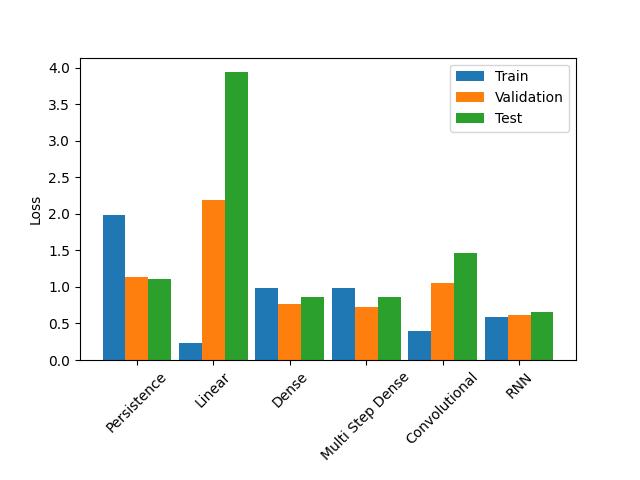 4.0
3.5
3.0
2.5
2.0
1.5
1.0
0.5
0.0
Loss
Train
Validation
Test
Persistence
Linear
Dense
Multi Step Dense
Convolutional
RNN